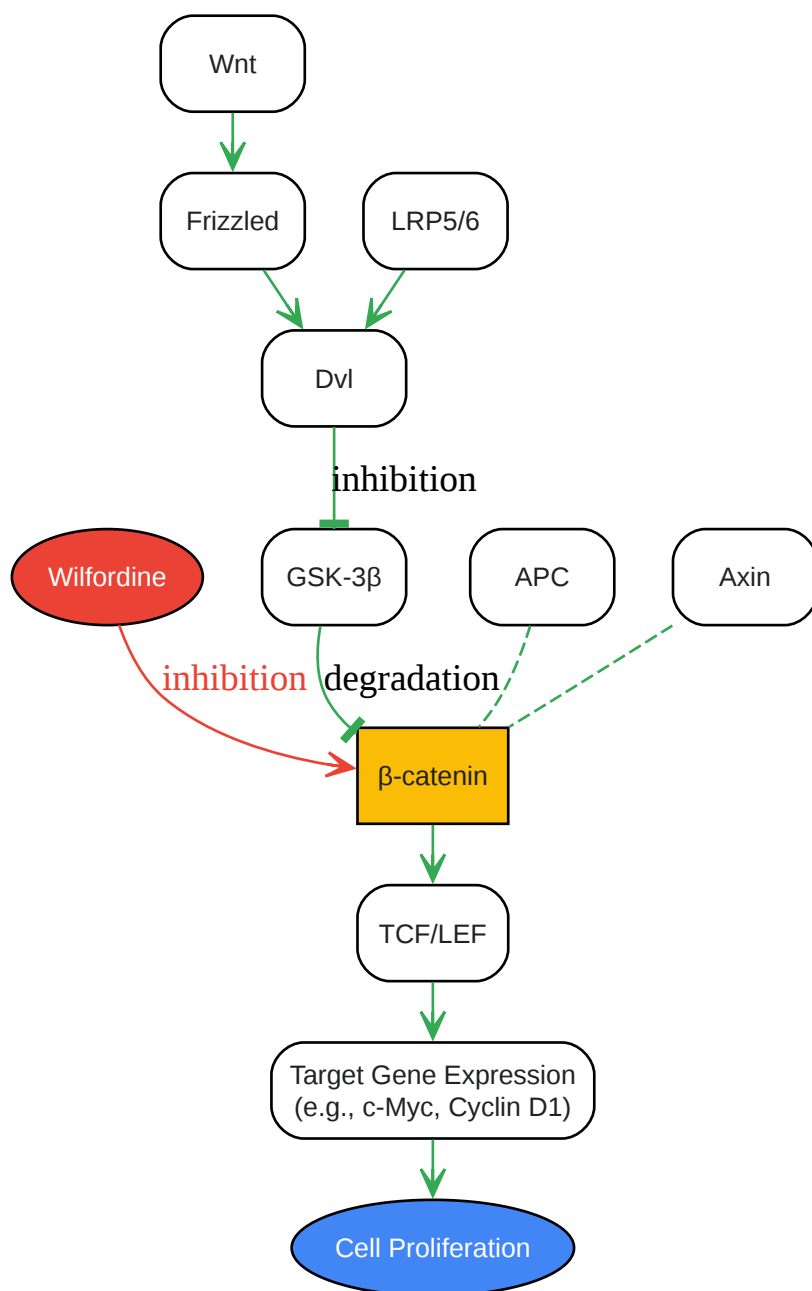 Wnt
Frizzled
LRP5/6
Dvl
inhibition
Wilfordine
GSK-3β
APC
Axin
inhibition
degradation
β-catenin
TCF/LEF
Target Gene Expression
(e.g., c-Myc, Cyclin D1)
Cell Proliferation